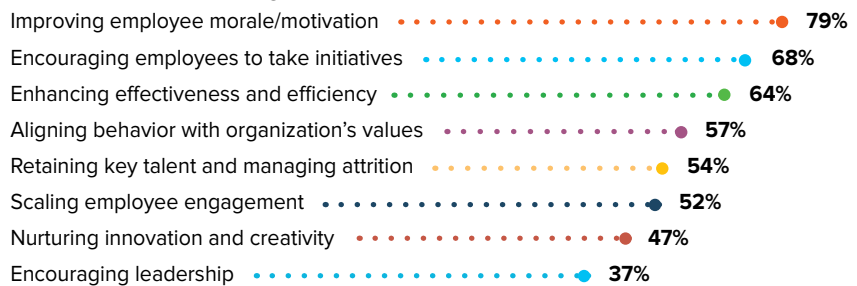 Improving employee morale/motivation 79%
Encouraging employees to take initiatives 68%
Enhancing effectiveness and efficiency 64%
Aligning behavior with organization's values 57%
Retaining key talent and managing attrition 54%
Scaling employee engagement 52%
Nurturing innovation and creativity 47%
Encouraging leadership 37%